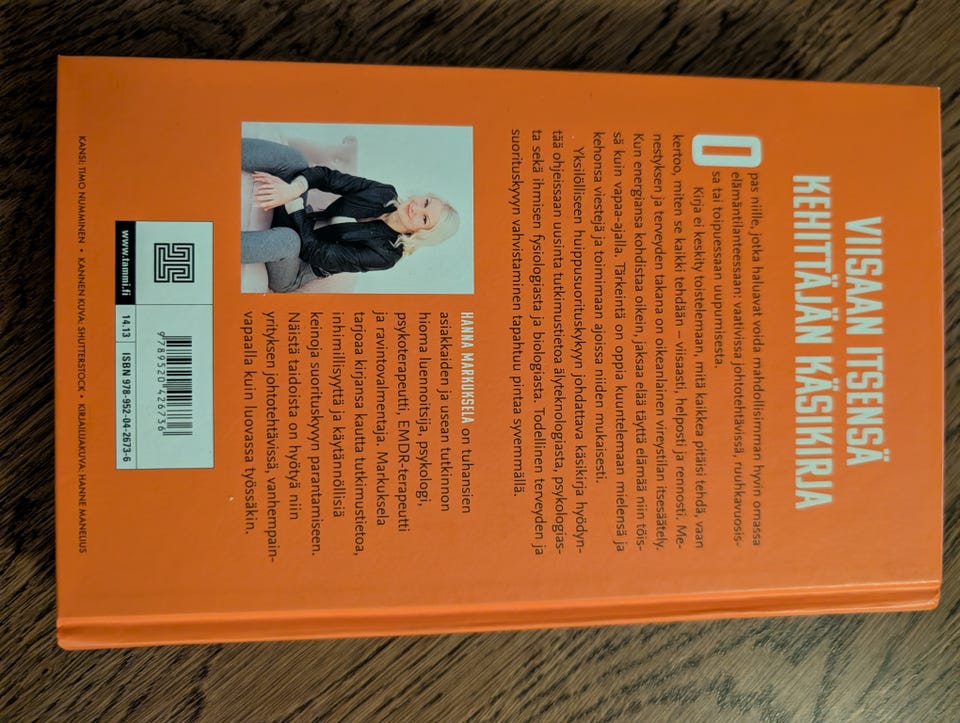 VIISAAN ITSENSÄ
KEHITTÄJÄN KÄSIKIRJA
Opas niille, jotka haluavat voida mahdollisimman hyvin omassa
elämäntilanteessaan: vaativissa johtotehtävissä, ruuhkavuosis-
sa tai toipuessaan uupumisesta.
Kirja ei keskity toistelemaan, mitä kaikkea pitäisi tehdä, vaan
kertoo, miten se kaikki tehdään – viisaasti, helposti ja rennosti. Me-
nestyksen ja terveyden takana on oikeanlainen vireystilan itsesäätely.
Kun energiansa kohdistaa oikein, jaksaa elää täyttä elämää niin töis-
sä kuin vapaa-ajalla. Tärkeintä on oppia kuuntelemaan mielensä ja
kehonsa viestejä ja toimimaan ajoissa niiden mukaisesti.
Yksilölliseen huippusuorituskykyyn johdattava käsikirja hyödyn-
tää ohjeissaan uusinta tutkimustietoa älyteknologiasta, psykologias-
ta sekä ihmisen fysiologiasta ja biologiasta. Todellinen terveyden ja
suorituskyvyn vahvistaminen tapahtuu pintaa syvemmällä.
HANNA MARKUKSELA on tuhansien
asiakkaiden ja usean tutkinnon
hioma luennoitsija, psykologi,
psykoterapeutti, EMDR-terapeutti
ja ravintovalmentaja. Markuksela
tarjoaa kirjansa kautta tutkimustietoa,
inhimillisyyttä ja käytännöllisiä
keinoja suorituskyvyn parantamiseen.
Näistä taidoista on hyötyä niin
yrityksen johtotehtävissä, vanhempain-
vapaalla kuin luovassa työssäkin.
9789520426736
www.tammi.fi
14.13
ISBN 978-952-04-2673-6
KANSI: TIMO NUMMINEN • KANNEN KUVA: SHUTTERSTOCK • KIRJAILIJAKUVA: HANNE MANELIUS